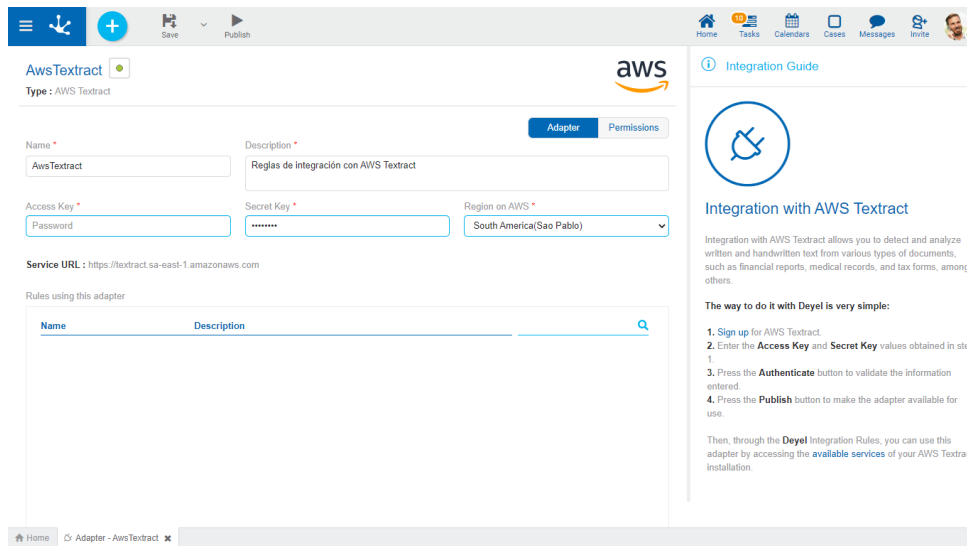 Save
Publish
Home
10
Tasks
Calendars
Cases
Messages
Invite
AwsTextract
Type : AWS Textract
aws
Adapter
Permissions
Name *
Description *
AwsTextract
Reglas de integración con AWS Textract
Access Key *
Secret Key *
Region on AWS *
Password
••••••••
South America(Sao Pablo)
Service URL : https://textract.sa-east-1.amazonaws.com
Rules using this adapter
Name
Description
Integration Guide
Integration with AWS Textract
Integration with AWS Textract allows you to detect and analyze
written and handwritten text from various types of documents,
such as financial reports, medical records, and tax forms, among
others.
The way to do it with Deyel is very simple:
1. Sign up for AWS Textract.
2. Enter the Access Key and Secret Key values obtained in ste
1.
3. Press the Authenticate button to validate the information
entered.
4. Press the Publish button to make the adapter available for
use.
Then, through the Deyel Integration Rules, you can use this
adapter by accessing the available services of your AWS Textrac
installation.
Home
Adapter - AwsTextract